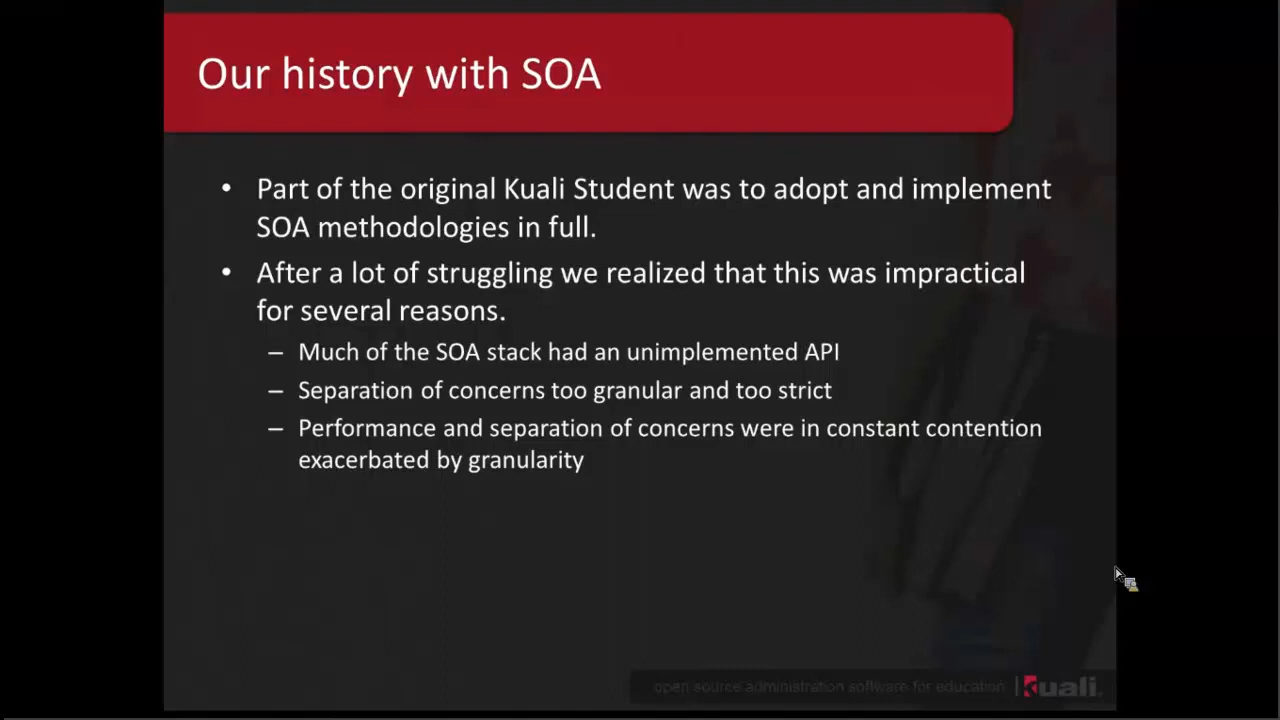 Our history with SOA
• Part of the original Kuali Student was to adopt and implement
SOA methodologies in full.
• After a lot of struggling we realized that this was impractical
for several reasons.
– Much of the SOA stack had an unimplemented API
– Separation of concerns too granular and too strict
– Performance and separation of concerns were in constant contention
exacerbated by granularity
open source administration software for education | kuali.